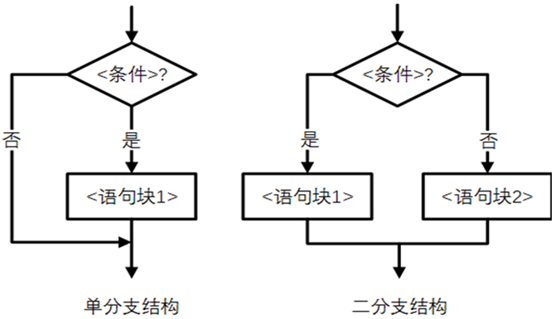 <条件>?
否
是
<语句块1>
单分支结构
<条件>?
是
否
<语句块1>
<语句块2>
二分支结构